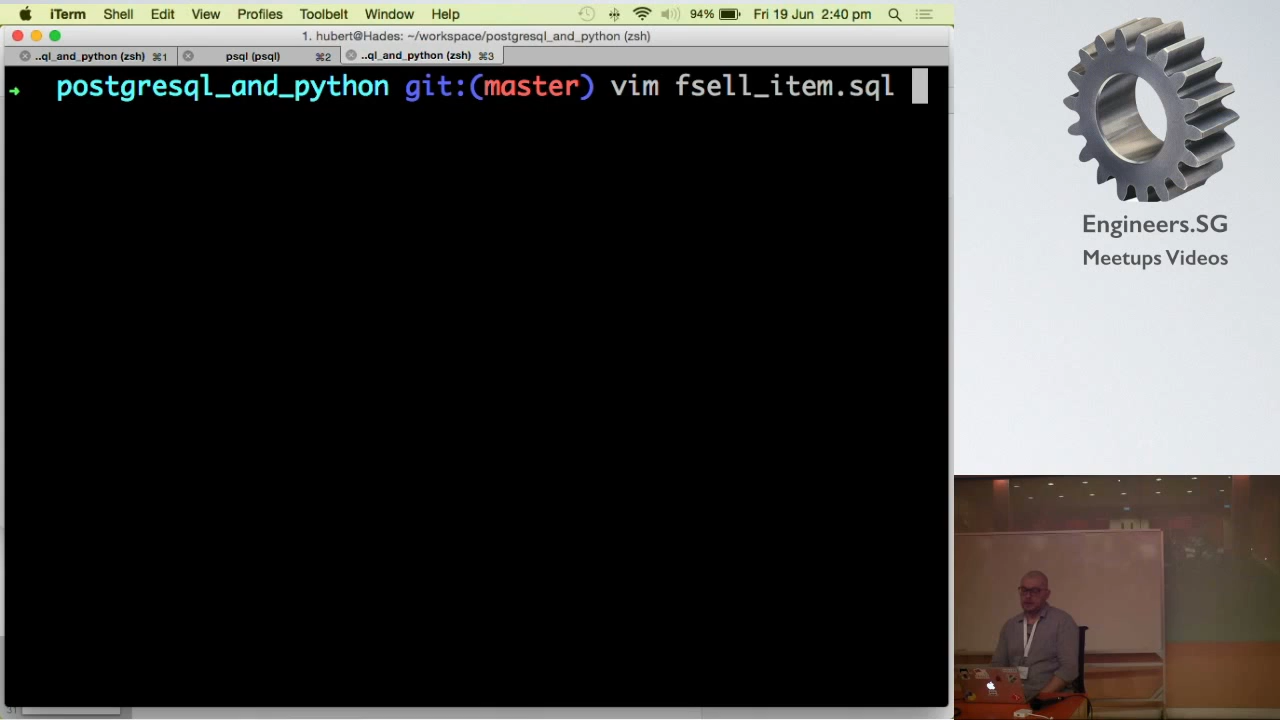 iTerm Shell Edit View Profiles Toolbelt Window Help 94% Fri 19 Jun 2:40 pm
1. hubert@Hades: ~/workspace/postgresql_and_python (zsh)
..ql_and_python (zsh) ⌘1 psql (psql) ⌘2 ..ql_and_python (zsh) ⌘3
→ postgresql_and_python git:(master) vim fsell_item.sql
Engineers.SG
Meetups Videos
31